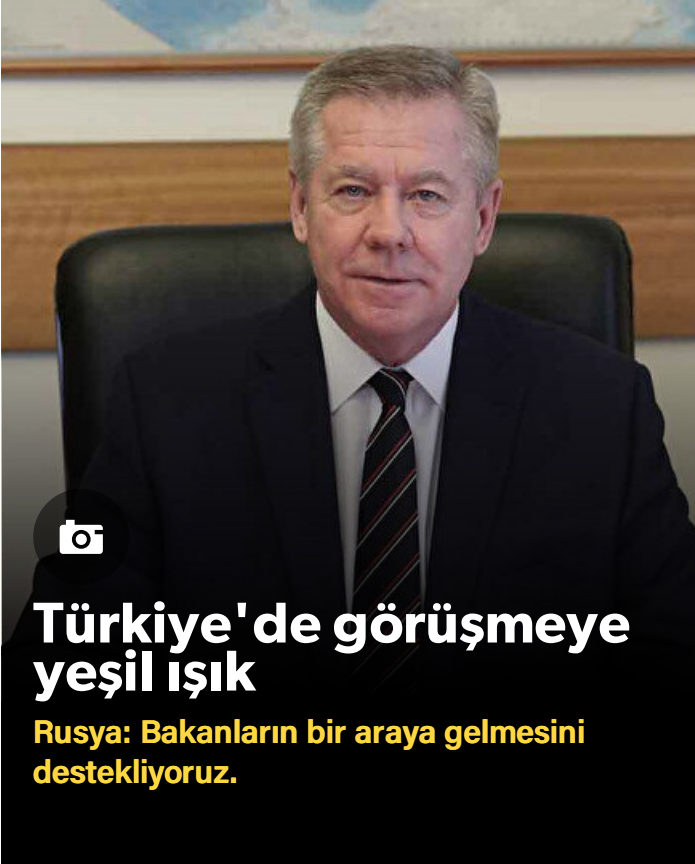 Türkiye'de görüşmeye
yeşil ışık
Rusya: Bakanların bir araya gelmesini
destekliyoruz.